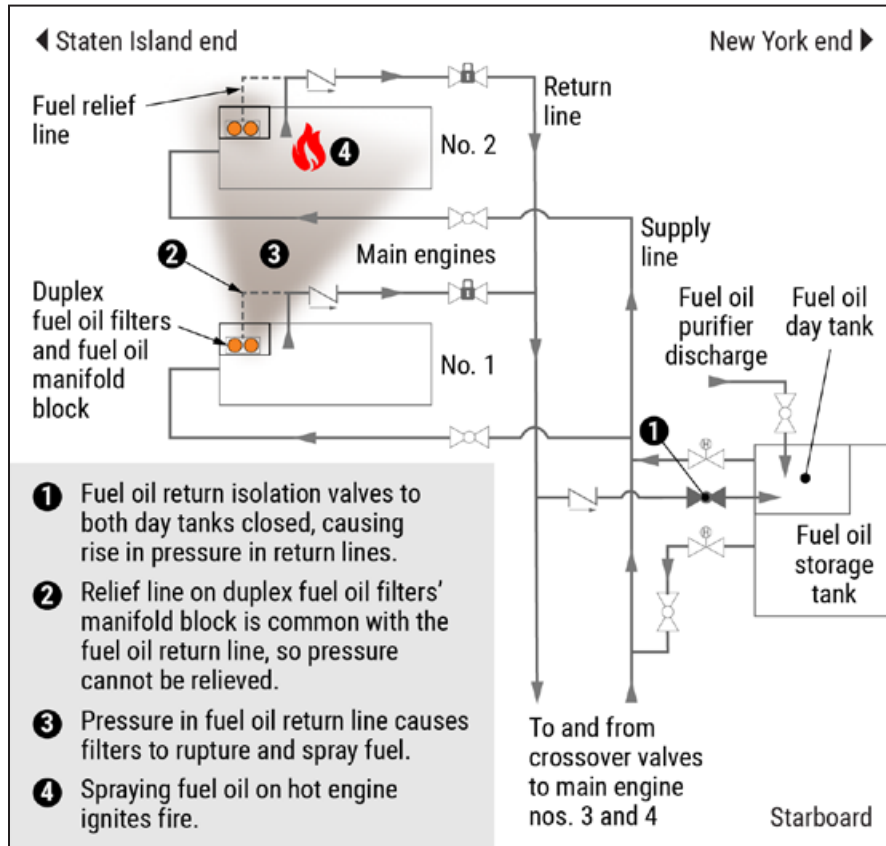 Staten Island end
New York end
Fuel relief
line
Return
line
4
No. 2
2
3
Main engines
Supply
line
Duplex
fuel oil filters
and fuel oil
manifold
block
No. 1
Fuel oil
purifier
discharge
Fuel oil
day tank
1
H
H
Fuel oil
storage
tank
1 Fuel oil return isolation valves to
both day tanks closed, causing
rise in pressure in return lines.
2 Relief line on duplex fuel oil filters’
manifold block is common with the
fuel oil return line, so pressure
cannot be relieved.
3 Pressure in fuel oil return line causes
filters to rupture and spray fuel.
4 Spraying fuel oil on hot engine
ignites fire.
To and from
crossover valves
to main engine
nos. 3 and 4
Starboard